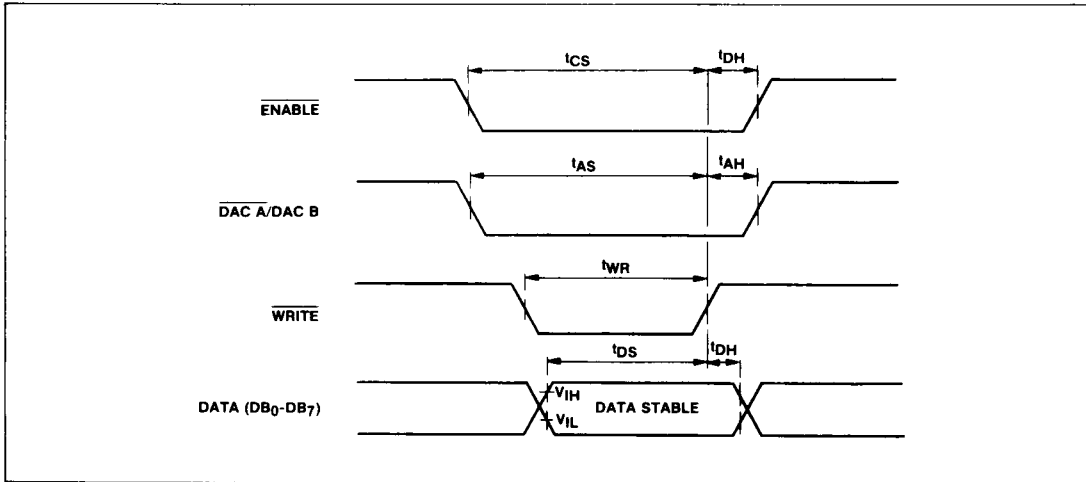 tCS tDH
ENABLE
tAS tAH
DAC A/DAC B
tWR
WRITE
tDS tDH
VIH
DATA (DB0-DB7) DATA STABLE
VIL